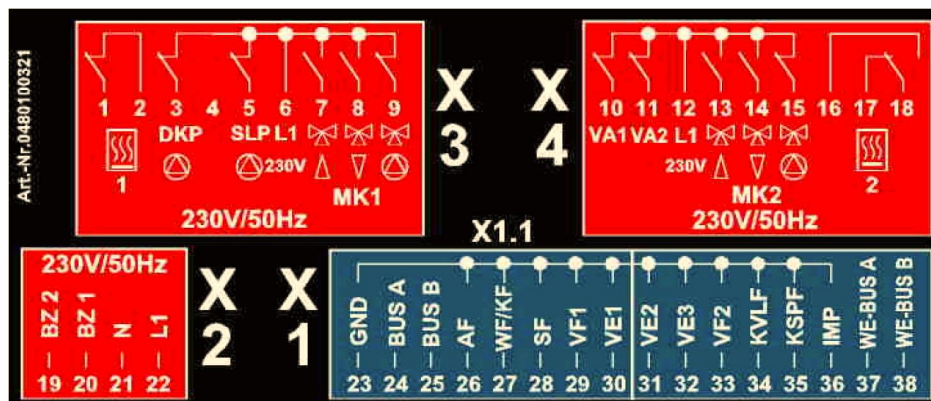 Art.-Nr.0480100321
1 2 3 4 5 6 7 8 9
DKP SLP L1
230V
1
MK1
230V/50Hz
X
3
X
4
10 11 12 13 14 15 16 17 18
VA1 VA2 L1
230V
2
MK2
230V/50Hz
X1.1
230V/50Hz
BZ 2
BZ 1
N
L1
19 20 21 22
X
2
X
1
GND
BUS A
BUS B
AF
WF/KF
SF
VF1
VE1
VE2
VE3
VF2
KVLF
KSPF
IMP
WE-BUS A
WE-BUS B
23 24 25 26 27 28 29 30 31 32 33 34 35 36 37 38